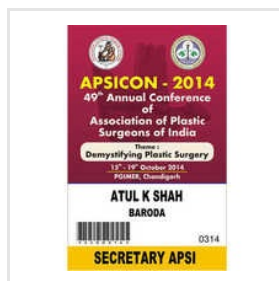 APSICON - 2014
49th Annual Conference
of
Association of Plastic
Surgeons of India
Theme :
Demystifying Plastic Surgery
15th - 19th October 2014
PGIMER, Chandigarh
ATUL K SHAH
BARODA
0314
SECRETARY APSI